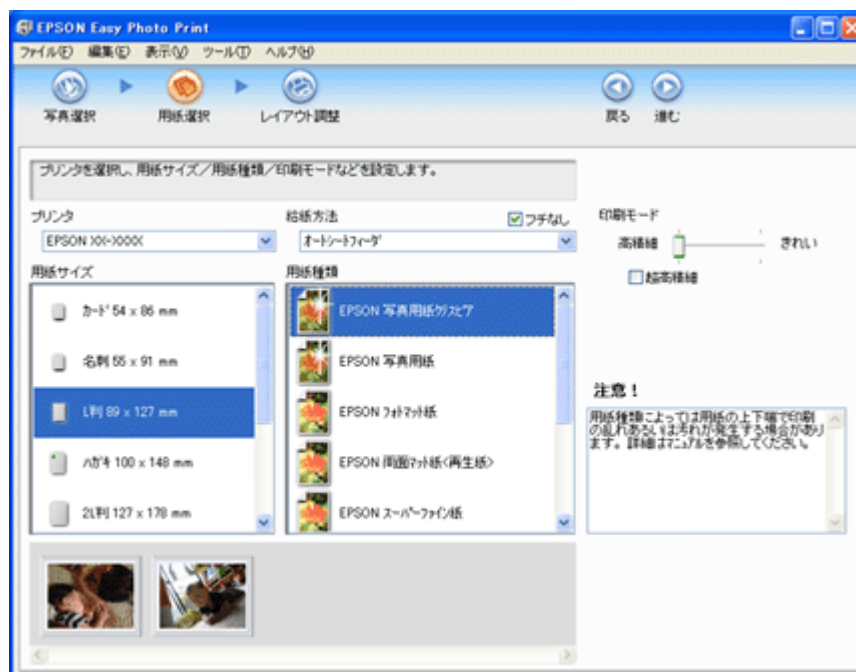 EPSON Easy Photo Print
ファイル(F) 編集(E) 表示(V) ツール(T) ヘルプ(H)
写真選択 用紙選択 レイアウト調整 戻る 進む
プリンタを選択し、用紙サイズ/用紙種類/印刷モードなどを設定します。
プリンタ 給紙方法 フチなし 印刷モード
EPSON XX-XXXX オートシートフィーダ 高精細 きれい
用紙サイズ 用紙種類 超高精細
カード 54 x 86 mm EPSON 写真用紙クリスピア
名刺 55 x 91 mm EPSON 写真用紙
L判 89 x 127 mm EPSON フォトマット紙
ハガキ 100 x 148 mm EPSON 両面マット紙<再生紙>
2L判 127 x 178 mm EPSON スーパーファイン紙
注意!
用紙種類によっては用紙の上下端で印刷
の乱れあるいは汚れが発生する場合があり
ます。詳細はマニュアルを参照してください。